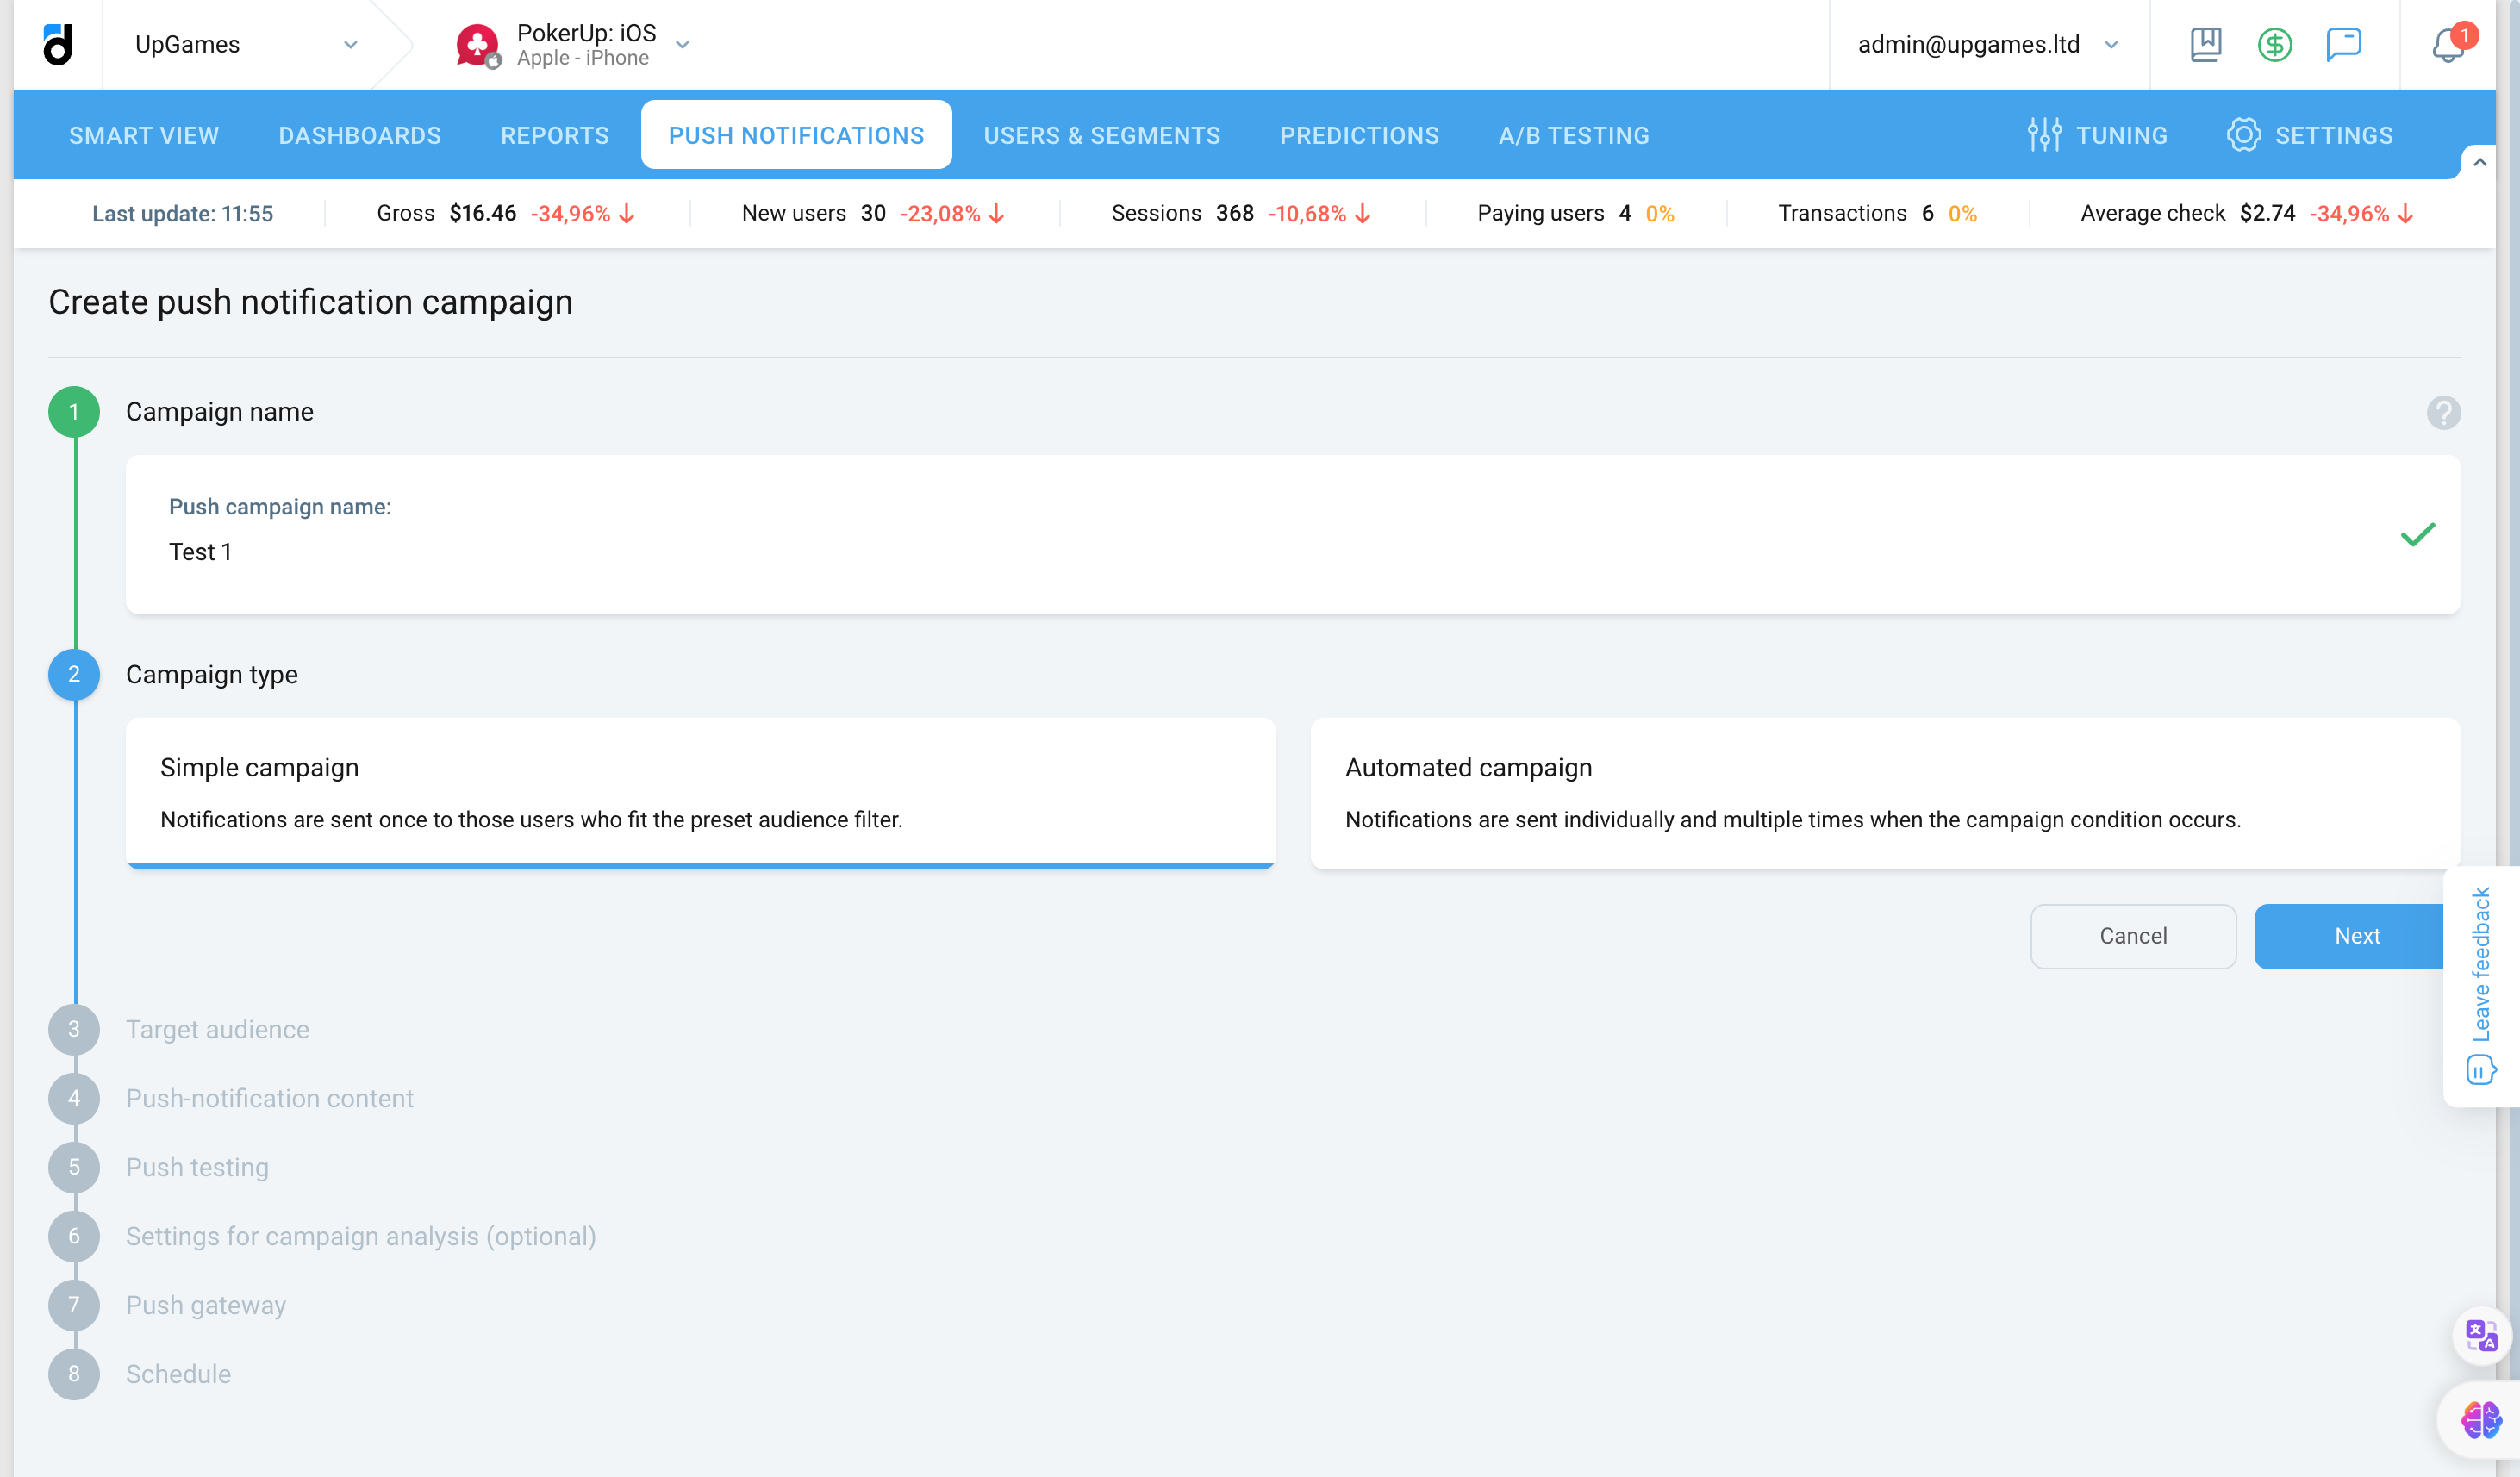 UpGames
PokerUp: iOS
Apple - iPhone
admin@upgames.ltd
1
SMART VIEW
DASHBOARDS
REPORTS
PUSH NOTIFICATIONS
USERS & SEGMENTS
PREDICTIONS
A/B TESTING
TUNING
SETTINGS
Last update: 11:55
Gross $16.46 -34,96%
New users 30 -23,08%
Sessions 368 -10,68%
Paying users 4 0%
Transactions 6 0%
Average check $2.74 -34,96%
Create push notification campaign
1 Campaign name
?
Push campaign name:
Test 1
2 Campaign type
Simple campaign
Notifications are sent once to those users who fit the preset audience filter.
Automated campaign
Notifications are sent individually and multiple times when the campaign condition occurs.
Cancel
Next
Leave feedback
3 Target audience
4 Push-notification content
5 Push testing
6 Settings for campaign analysis (optional)
7 Push gateway
8 Schedule